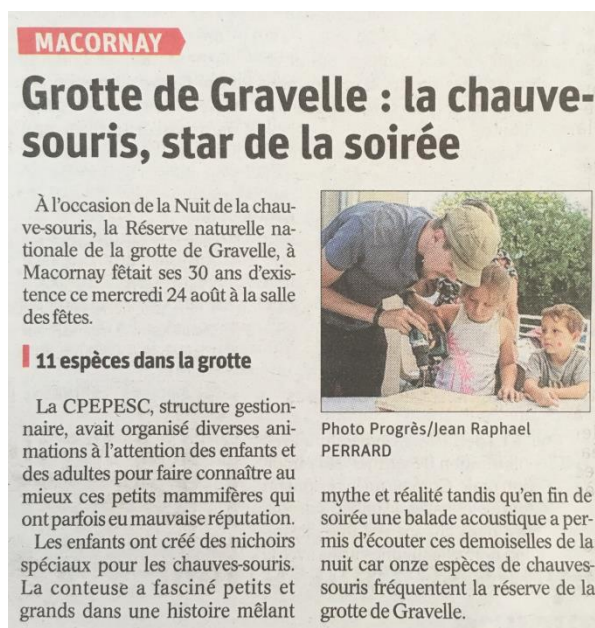 MACORNAY
Grotte de Gravelle : la chauve-
souris, star de la soirée
À l'occasion de la Nuit de la chau-
ve-souris, la Réserve naturelle na-
tionale de la grotte de Gravelle, à
Macornay fêtait ses 30 ans d'exis-
tence ce mercredi 24 août à la salle
des fêtes.
11 espèces dans la grotte
La CPEPESC, structure gestion-
naire, avait organisé diverses ani-
mations à l'attention des enfants et
des adultes pour faire connaître au
mieux ces petits mammifères qui
ont parfois eu mauvaise réputation.
Les enfants ont créé des nichoirs
spéciaux pour les chauves-souris.
La conteuse a fasciné petits et
grands dans une histoire mêlant
Photo Progrès/Jean Raphael
PERRARD
mythe et réalité tandis qu'en fin de
soirée une balade acoustique a per-
mis d'écouter ces demoiselles de la
nuit car onze espèces de chauves-
souris fréquentent la réserve de la
grotte de Gravelle.